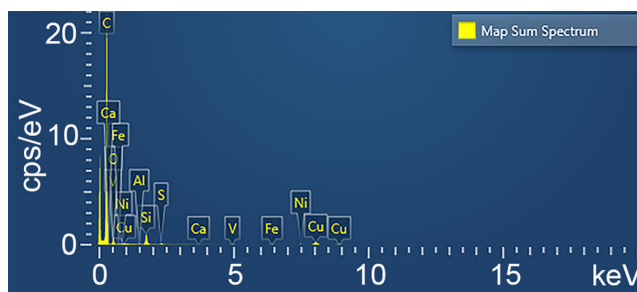 C
20
Map Sum Spectrum
cps/eV
Ca
Fe
10
O
V
Al
S
Ni
Ni
Si
Cu
Ca
V
Fe
Cu
Cu
0
0
5
10
15
keV